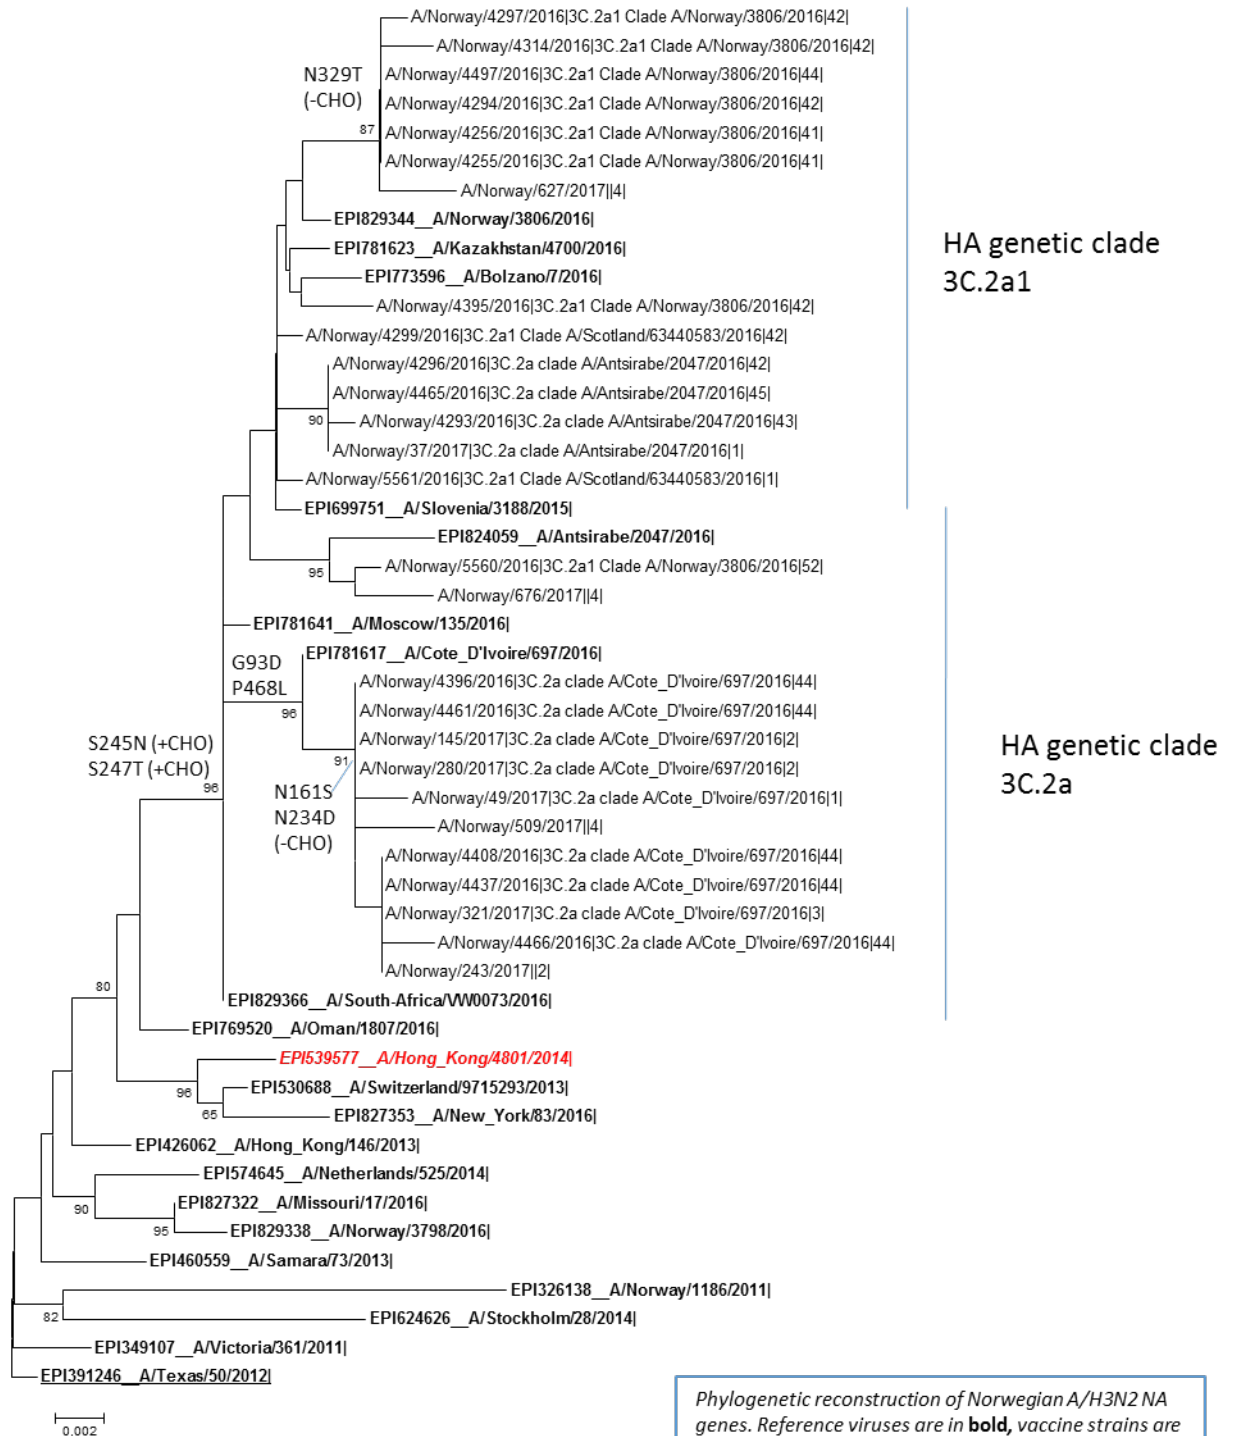 A/Norway/4297/2016|3C.2a1 Clade A/Norway/3806/2016|42|
A/Norway/4314/2016|3C.2a1 Clade A/Norway/3806/2016|42|
N329T
(-CHO)
A/Norway/4497/2016|3C.2a1 Clade A/Norway/3806/2016|44|
A/Norway/4294/2016|3C.2a1 Clade A/Norway/3806/2016|42|
87
A/Norway/4256/2016|3C.2a1 Clade A/Norway/3806/2016|41|
A/Norway/4255/2016|3C.2a1 Clade A/Norway/3806/2016|41|
A/Norway/627/2017||4|
EPI829344__A/Norway/3806/2016|
EPI781623__A/Kazakhstan/4700/2016|
EPI773596__A/Bolzano/7/2016|
A/Norway/4395/2016|3C.2a1 Clade A/Norway/3806/2016|42|
HA genetic clade
3C.2a1
A/Norway/4299/2016|3C.2a1 Clade A/Scotland/63440583/2016|42|
A/Norway/4296/2016|3C.2a clade A/Antsirabe/2047/2016|42|
A/Norway/4465/2016|3C.2a clade A/Antsirabe/2047/2016|45|
90
A/Norway/4293/2016|3C.2a clade A/Antsirabe/2047/2016|43|
A/Norway/37/2017|3C.2a clade A/Antsirabe/2047/2016|1|
A/Norway/5561/2016|3C.2a1 Clade A/Scotland/63440583/2016|1|
EPI699751__A/Slovenia/3188/2015|
EPI824059__A/Antsirabe/2047/2016|
95
A/Norway/5560/2016|3C.2a1 Clade A/Norway/3806/2016|52|
A/Norway/676/2017||4|
EPI781641__A/Moscow/135/2016|
EPI781617__A/Cote_D'Ivoire/697/2016|
G93D
P468L
96
A/Norway/4396/2016|3C.2a clade A/Cote_D'Ivoire/697/2016|44|
A/Norway/4461/2016|3C.2a clade A/Cote_D'Ivoire/697/2016|44|
A/Norway/145/2017|3C.2a clade A/Cote_D'Ivoire/697/2016|2|
S245N (+CHO)
S247T (+CHO)
96
91
A/Norway/280/2017|3C.2a clade A/Cote_D'Ivoire/697/2016|2|
N161S
N234D
(-CHO)
A/Norway/49/2017|3C.2a clade A/Cote_D'Ivoire/697/2016|1|
A/Norway/509/2017||4|
A/Norway/4408/2016|3C.2a clade A/Cote_D'Ivoire/697/2016|44|
A/Norway/4437/2016|3C.2a clade A/Cote_D'Ivoire/697/2016|44|
A/Norway/321/2017|3C.2a clade A/Cote_D'Ivoire/697/2016|3|
A/Norway/4466/2016|3C.2a clade A/Cote_D'Ivoire/697/2016|44|
A/Norway/243/2017||2|
HA genetic clade
3C.2a
80
EPI829366__A/South-Africa/VW0073/2016|
EPI769520__A/Oman/1807/2016|
EPI539577__A/Hong_Kong/4801/2014|
96
EPI530688__A/Switzerland/9715293/2013|
65
EPI827353__A/New_York/83/2016|
EPI426062__A/Hong_Kong/146/2013|
EPI574645__A/Netherlands/525/2014|
90
EPI827322__A/Missouri/17/2016|
95
EPI829338__A/Norway/3798/2016|
EPI460559__A/Samara/73/2013|
EPI326138__A/Norway/1186/2011|
82
EPI624626__A/Stockholm/28/2014|
EPI349107__A/Victoria/361/2011|
EPI391246__A/Texas/50/2012|
0.002
Phylogenetic reconstruction of Norwegian A/H3N2 NA
genes. Reference viruses are in bold, vaccine strains are